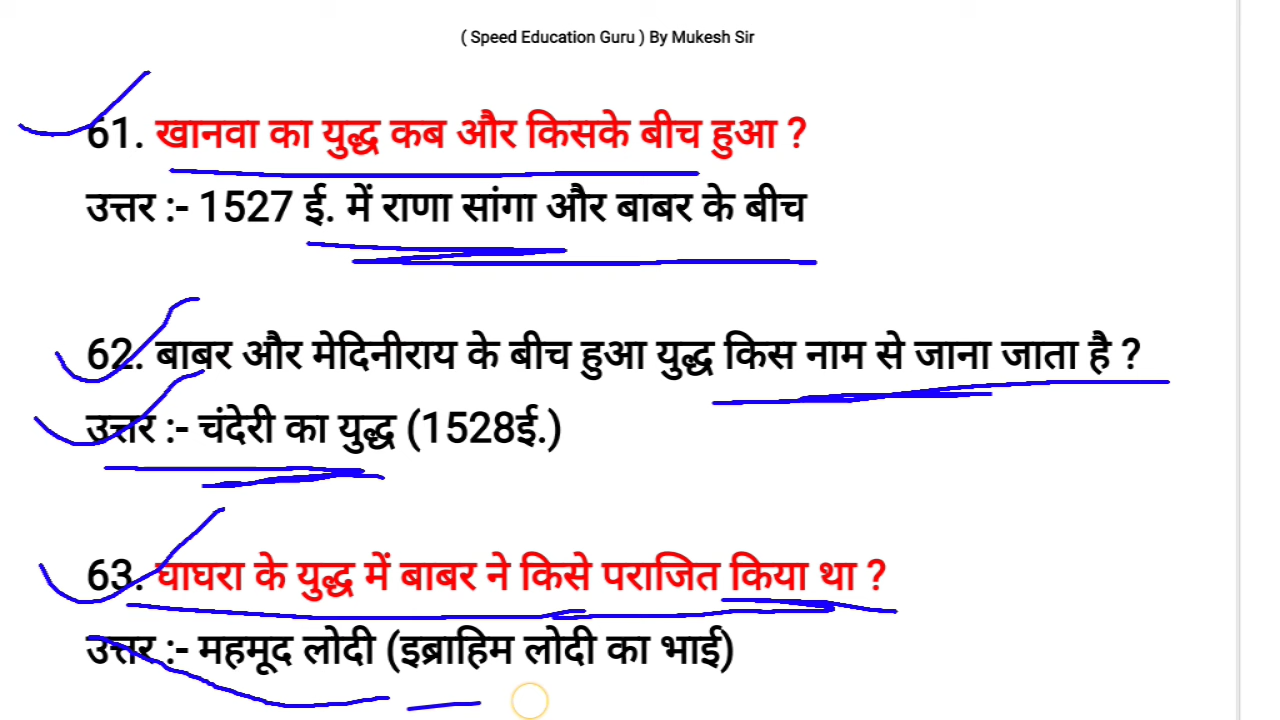 ( Speed Education Guru ) By Mukesh Sir
61. खानवा का युद्ध कब और किसके बीच हुआ ?
उत्तर :- 1527 ई. में राणा सांगा और बाबर के बीच
62. बाबर और मेदिनीराय के बीच हुआ युद्ध किस नाम से जाना जाता है ?
उत्तर :- चंदेरी का युद्ध (1528ई.)
63. घाघरा के युद्ध में बाबर ने किसे पराजित किया था ?
उत्तर :- महमूद लोदी (इब्राहिम लोदी का भाई)